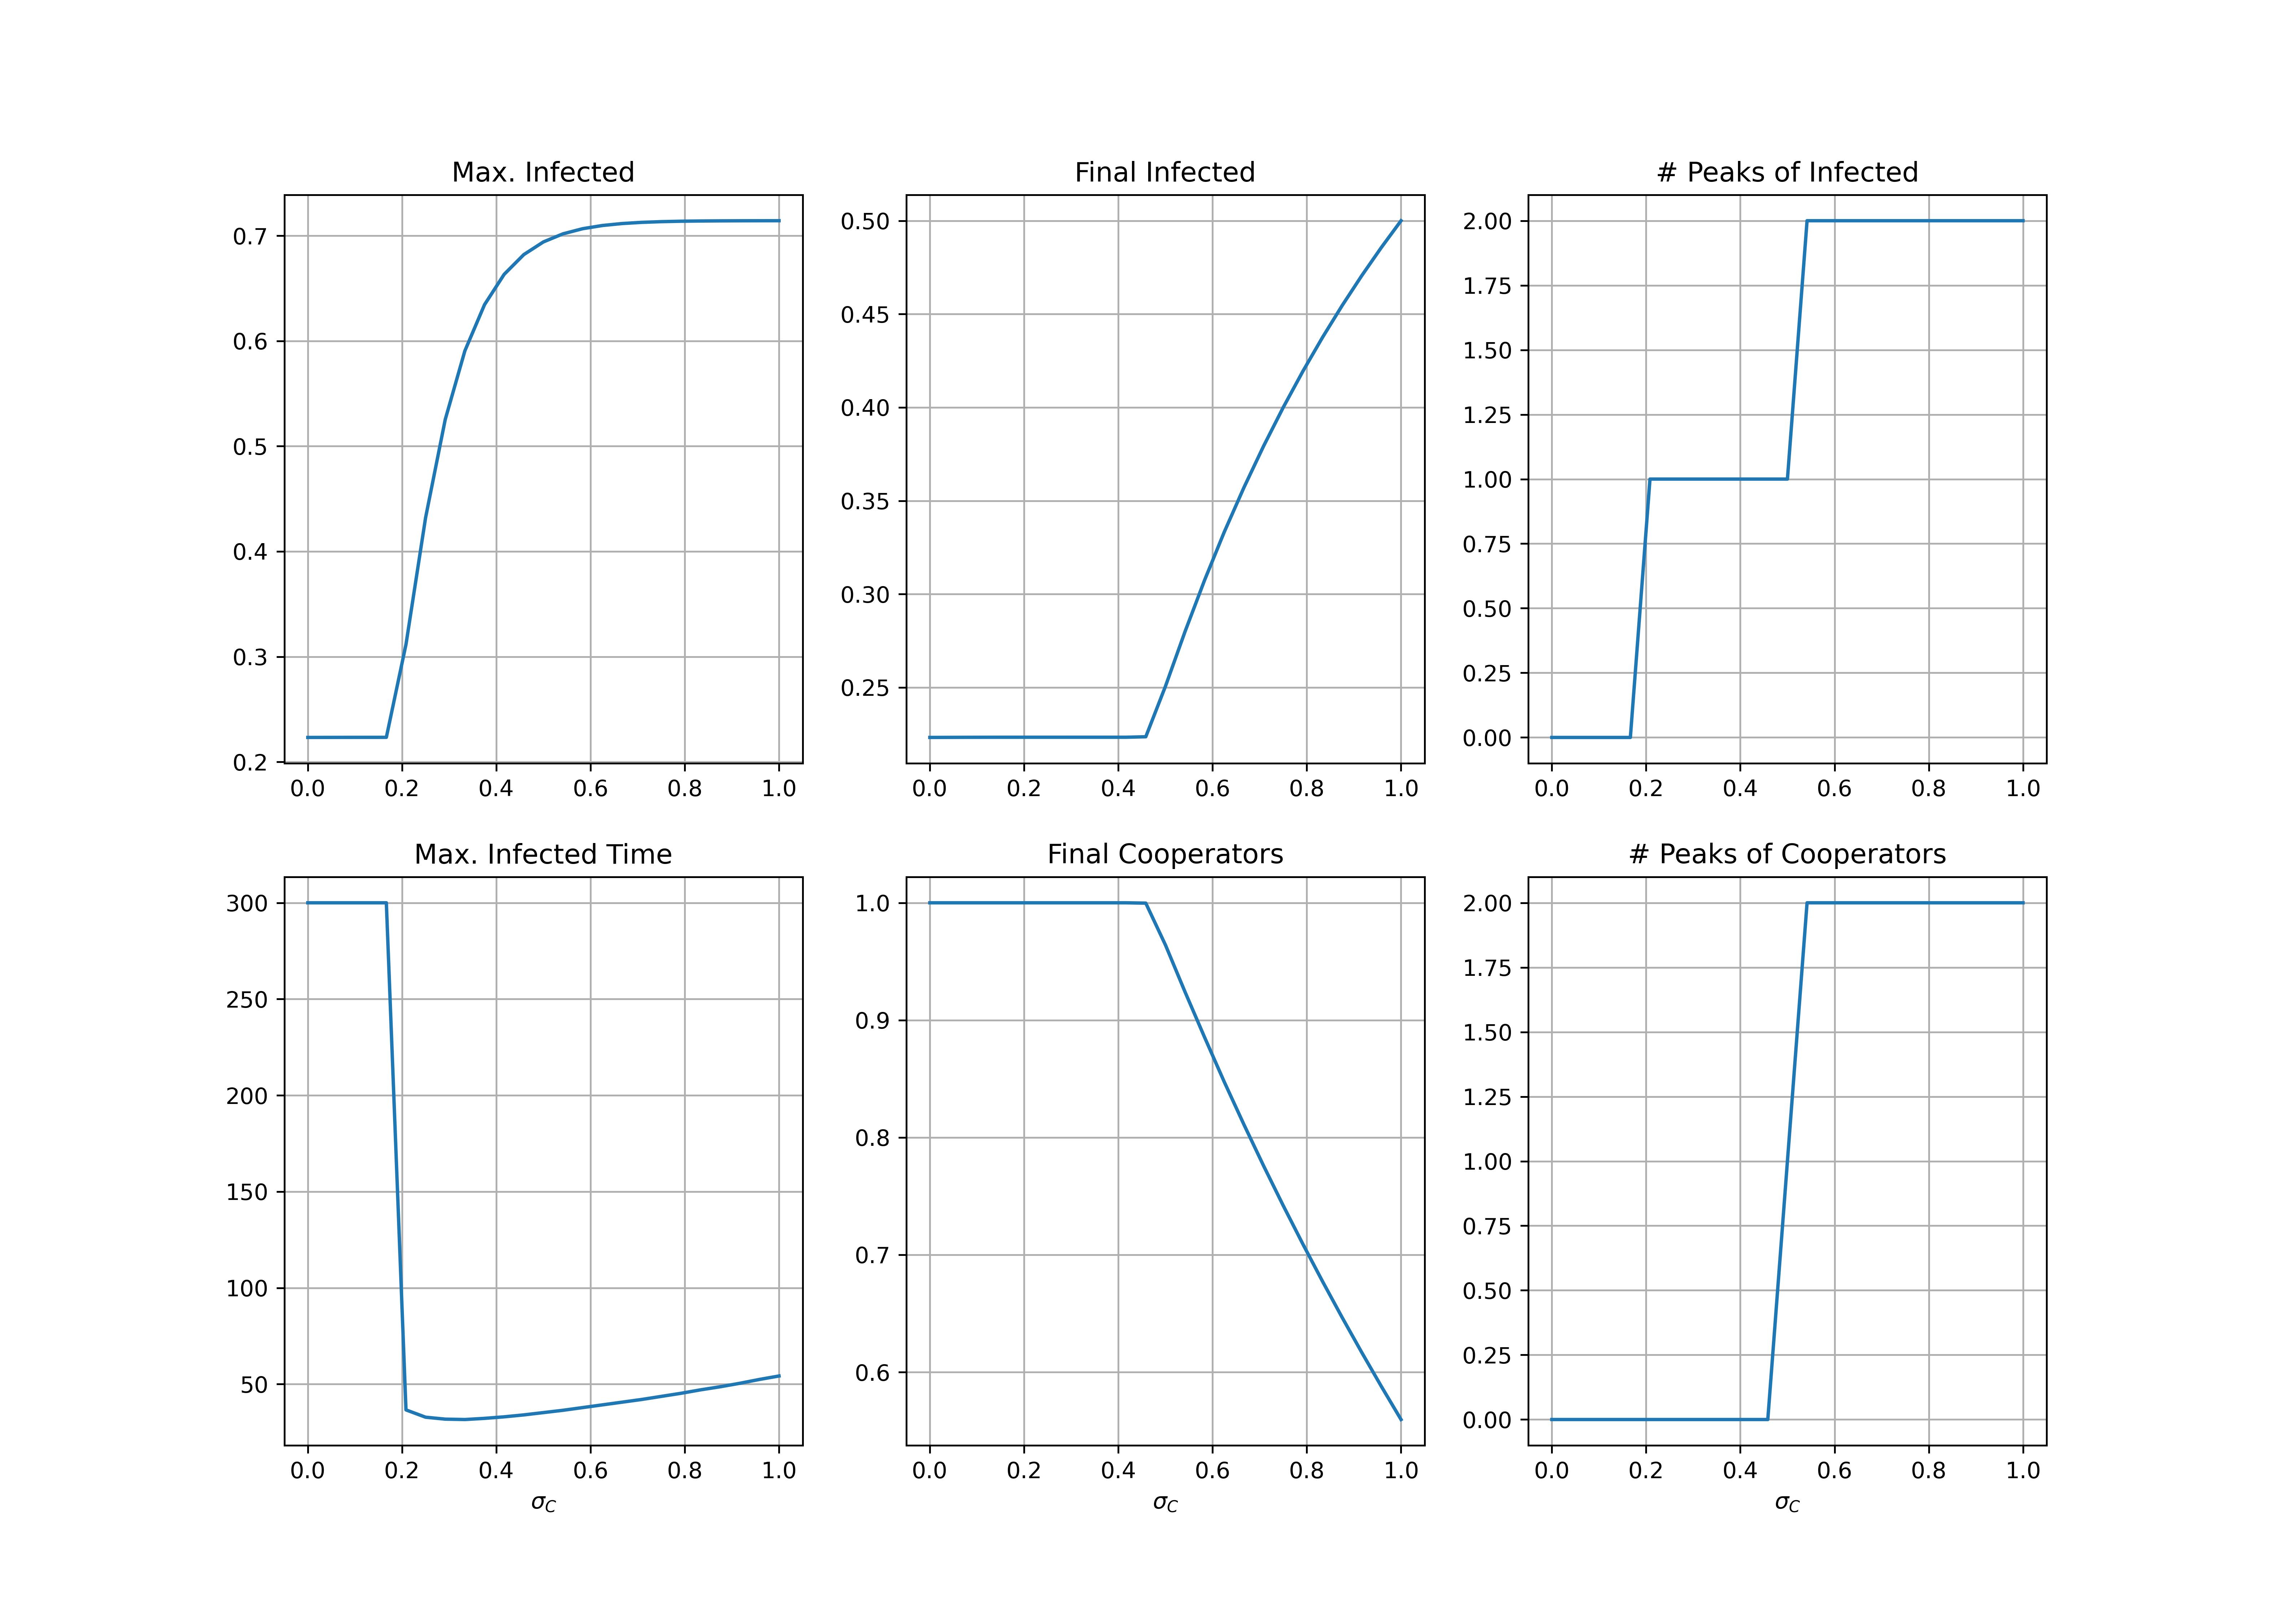 Max. Infected
0.7
0.6
0.5
0.4
0.3
0.2
0.0 0.2 0.4 0.6 0.8 1.0
Final Infected
0.50
0.45
0.40
0.35
0.30
0.25
0.0 0.2 0.4 0.6 0.8 1.0
# Peaks of Infected
2.00
1.75
1.50
1.25
1.00
0.75
0.50
0.25
0.00
0.0 0.2 0.4 0.6 0.8 1.0
Max. Infected Time
300
250
200
150
100
50
0.0 0.2 0.4 0.6 0.8 1.0
σC
Final Cooperators
1.0
0.9
0.8
0.7
0.6
0.0 0.2 0.4 0.6 0.8 1.0
σC
# Peaks of Cooperators
2.00
1.75
1.50
1.25
1.00
0.75
0.50
0.25
0.00
0.0 0.2 0.4 0.6 0.8 1.0
σC